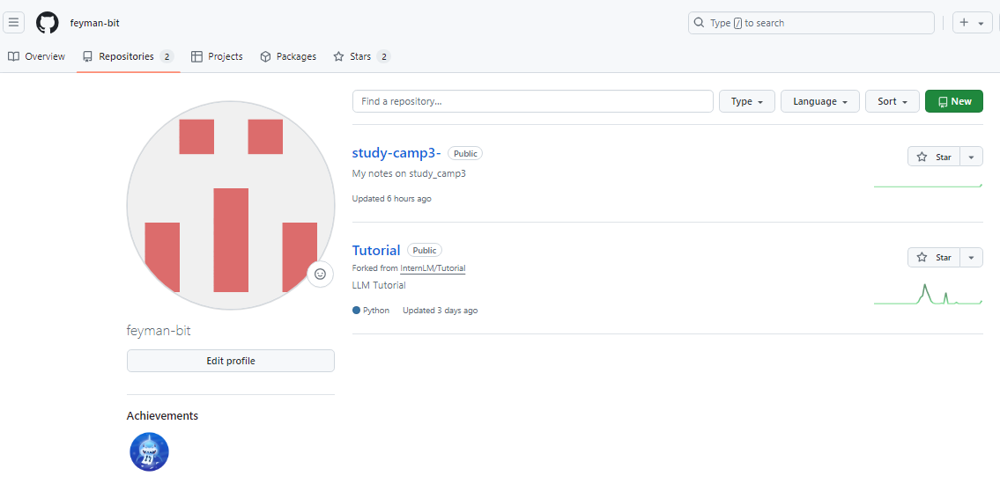 feyman-bit
Type / to search
Overview
Repositories 2
Projects
Packages
Stars 2
Find a repository...
Type
Language
Sort
New
study-camp3- Public
Star
My notes on study_camp3
Updated 6 hours ago
Tutorial Public
Star
Forked from InternLM/Tutorial
LLM Tutorial
Python Updated 3 days ago
feyman-bit
Edit profile
Achievements